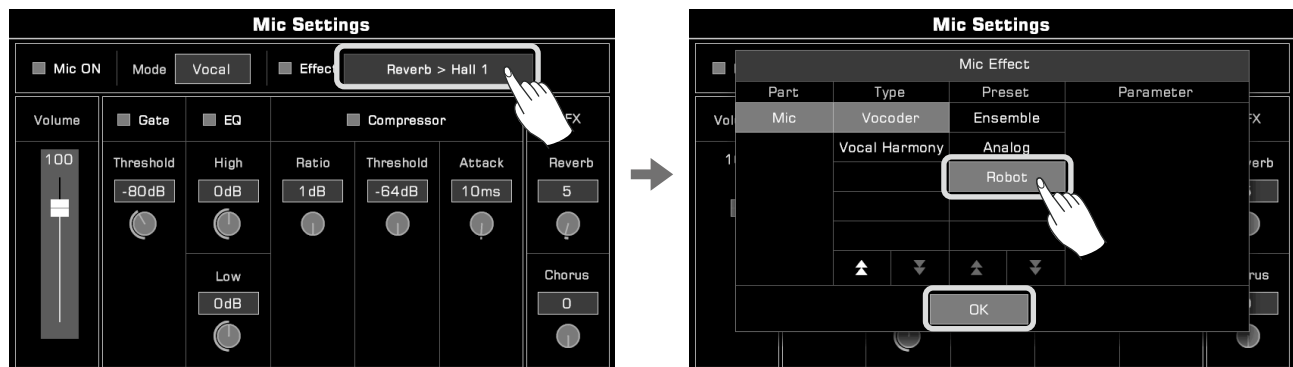 Mic Settings
Mic ON Mode Vocal Effect Reverb > Hall 1
Volume Gate EQ Compressor FX
100 Threshold High Ratio Threshold Attack Reverb
-80dB 0dB 1dB -64dB 10ms 5
Low Chorus
0dB 0
Mic Settings
Mic Effect
Part Type Preset Parameter
Mic Vocoder Ensemble
Vocal Harmony Analog
Robot
OK